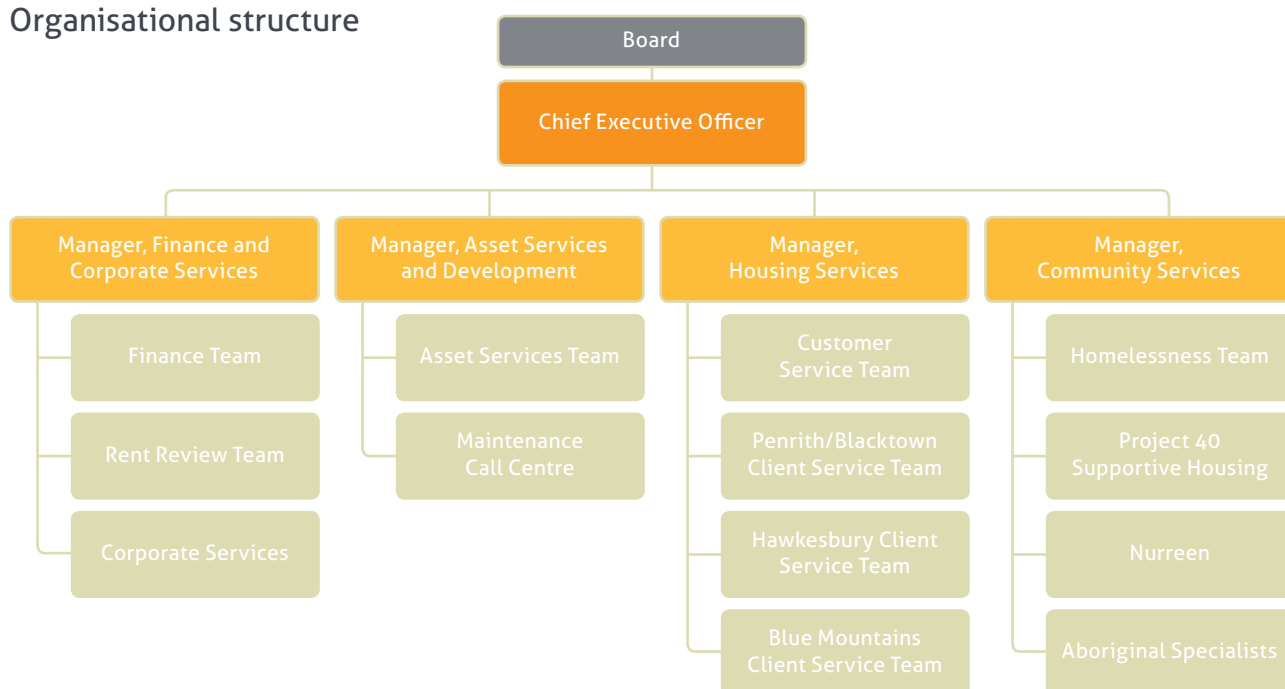 Organisational structure
Board
Chief Executive Officer
Manager, Finance and
Corporate Services
Manager, Asset Services
and Development
Manager,
Housing Services
Manager,
Community Services
Finance Team
Rent Review Team
Corporate Services
Asset Services Team
Maintenance
Call Centre
Customer
Service Team
Penrith/Blacktown
Client Service Team
Hawkesbury Client
Service Team
Blue Mountains
Client Service Team
Homelessness Team
Project 40
Supportive Housing
Nurreen
Aboriginal Specialists